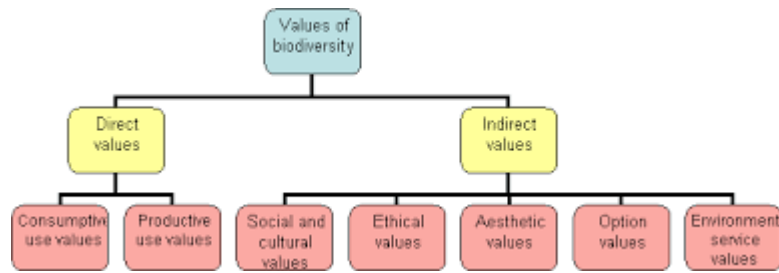 Values of
biodiversity
Direct
values
Indirect
values
Consumptive
use values
Productive
use values
Social and
cultural
values
Ethical
values
Aesthetic
values
Option
values
Environment
service
values